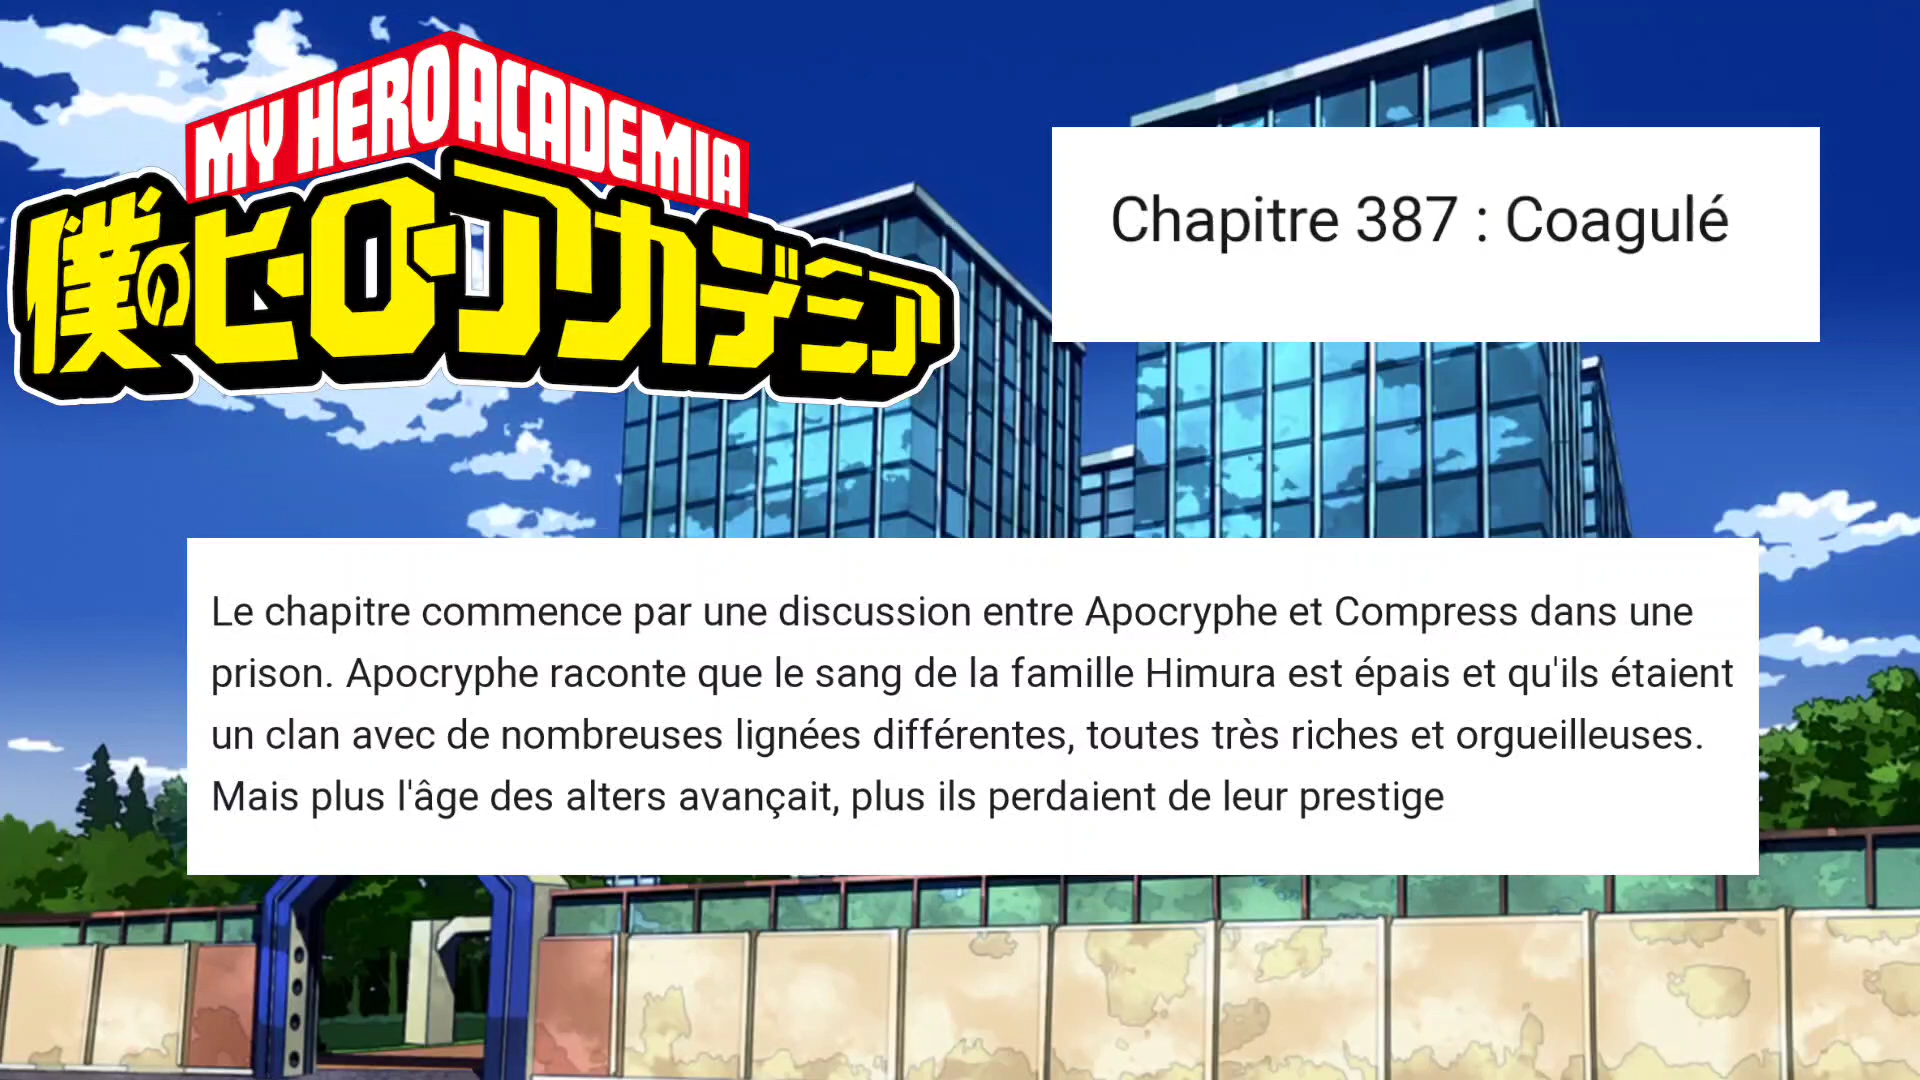 MY HERO ACADEMIA
僕のヒーローアカデミア
Chapitre 387 : Coagulé
Le chapitre commence par une discussion entre Apocryphe et Compress dans une
prison. Apocryphe raconte que le sang de la famille Himura est épais et qu'ils étaient
un clan avec de nombreuses lignées différentes, toutes très riches et orgueilleuses.
Mais plus l'âge des alters avançait, plus ils perdaient de leur prestige